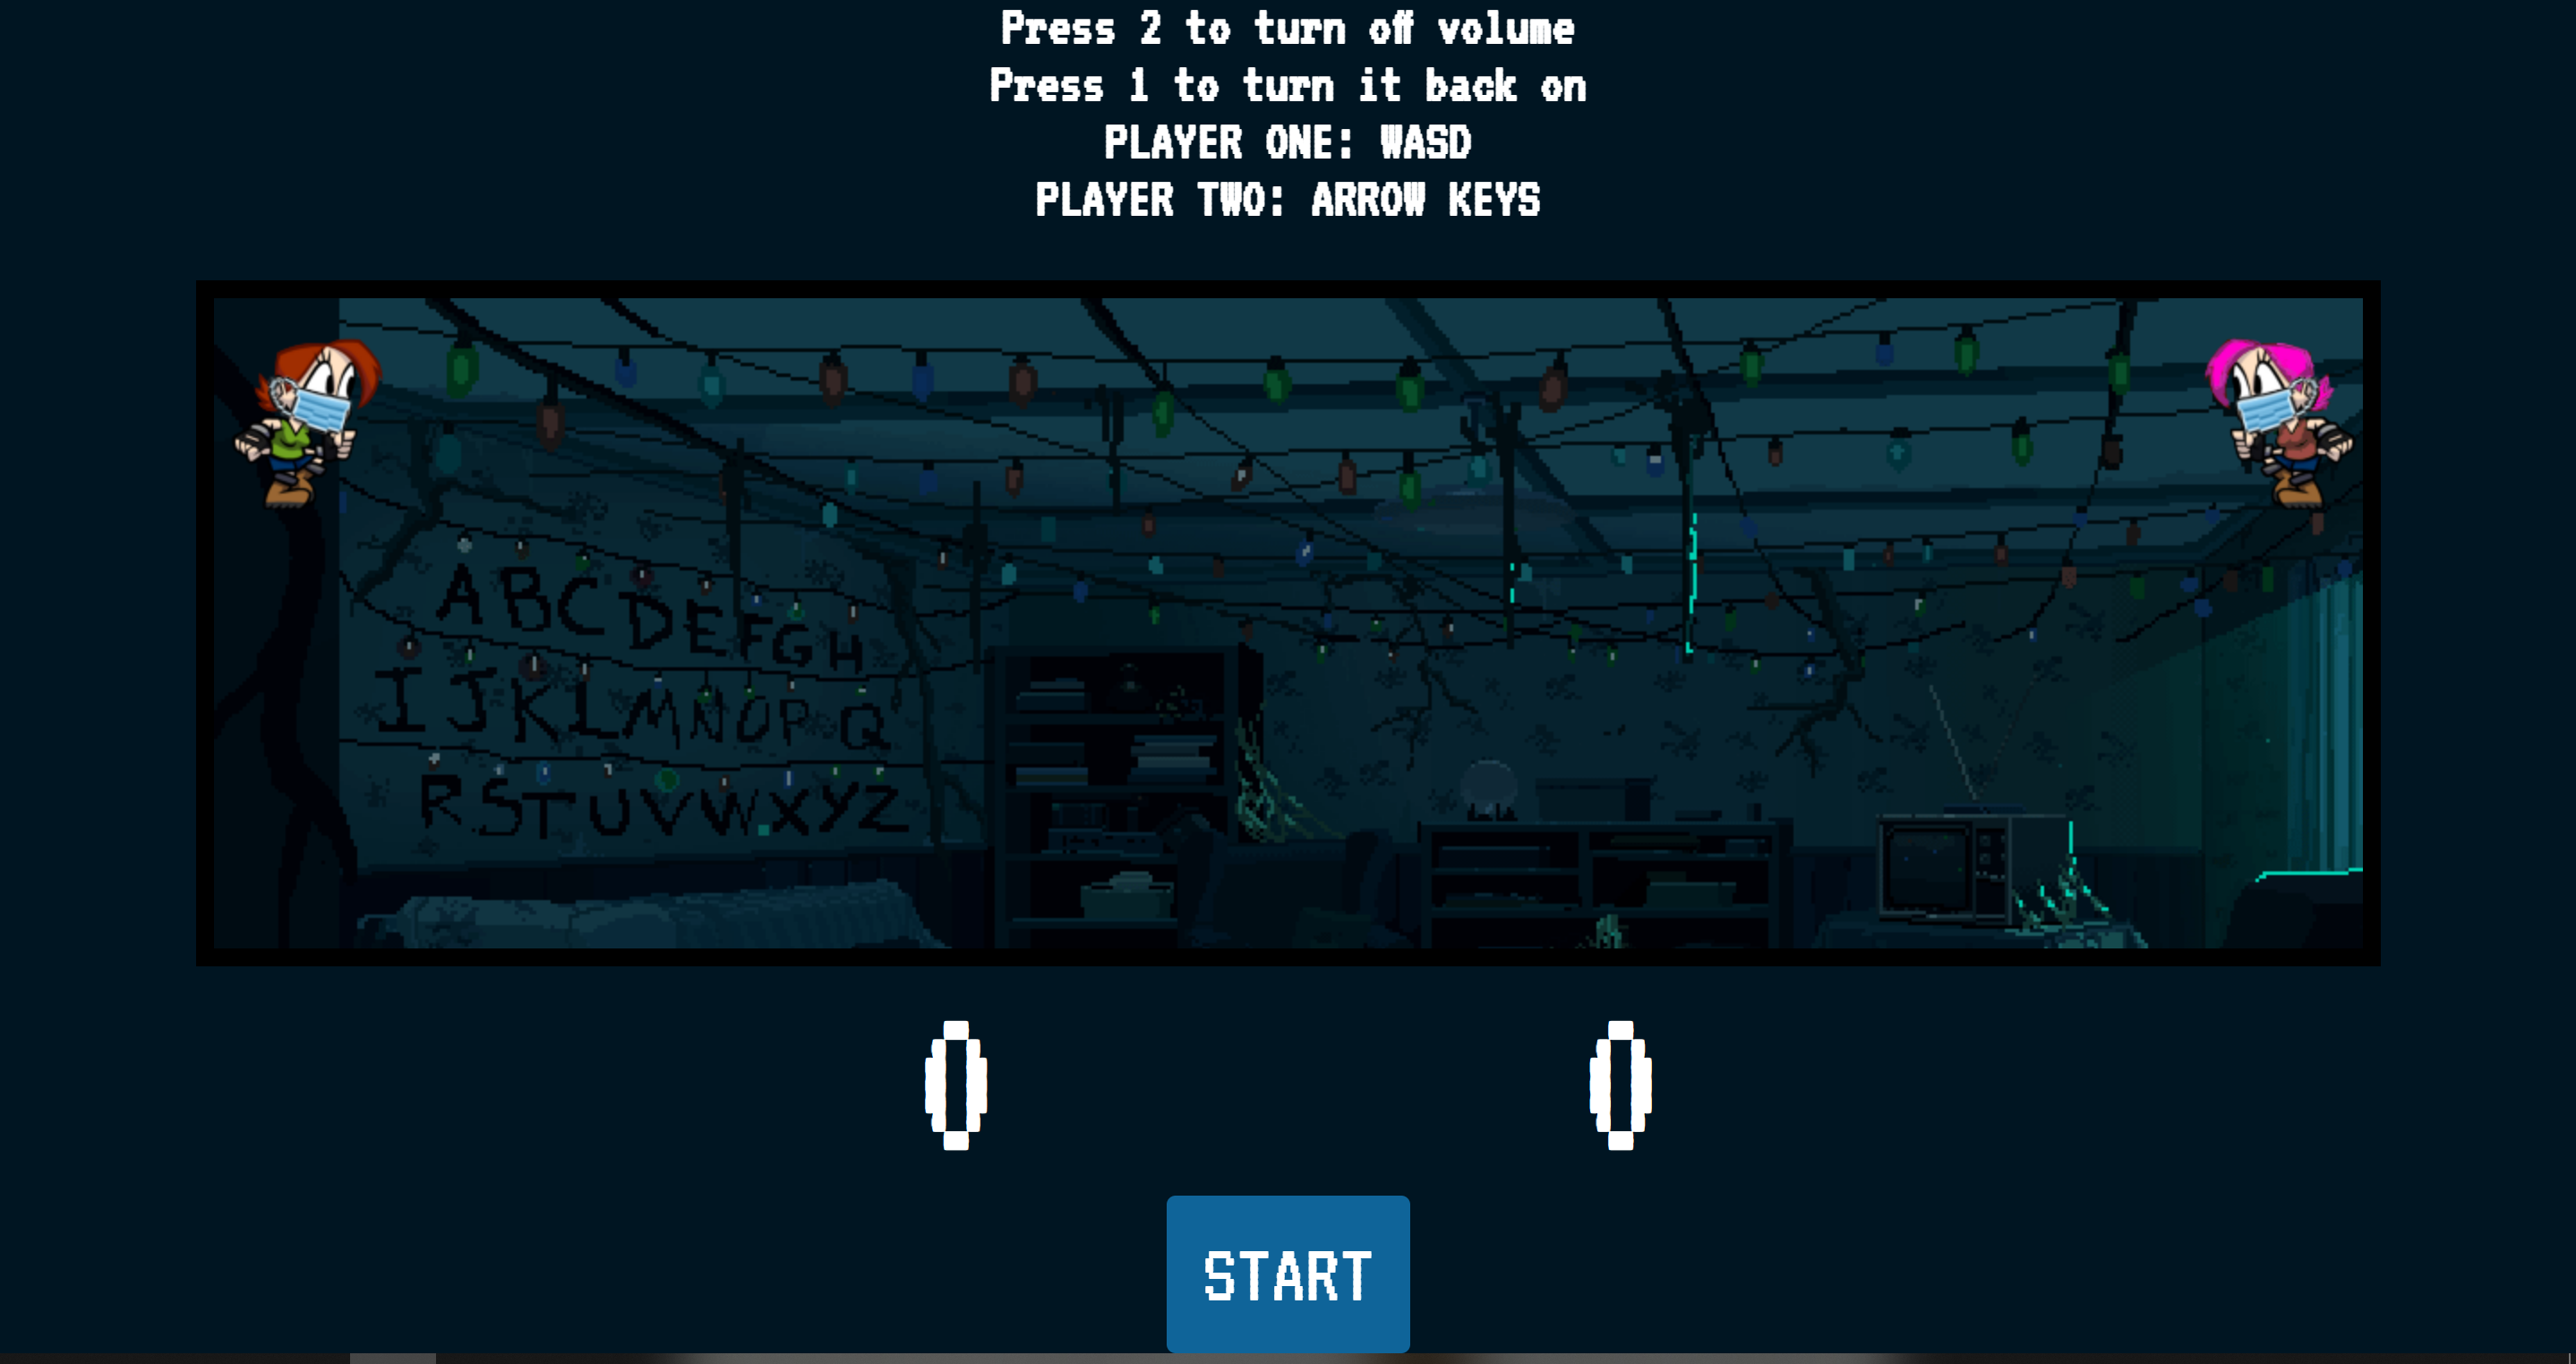 Press 2 to turn off volume
Press 1 to turn it back on
PLAYER ONE: WASD
PLAYER TWO: ARROW KEYS
ABCDEFGH
IJKLMNOPQ
RSTUVWXYZ
0 0
START